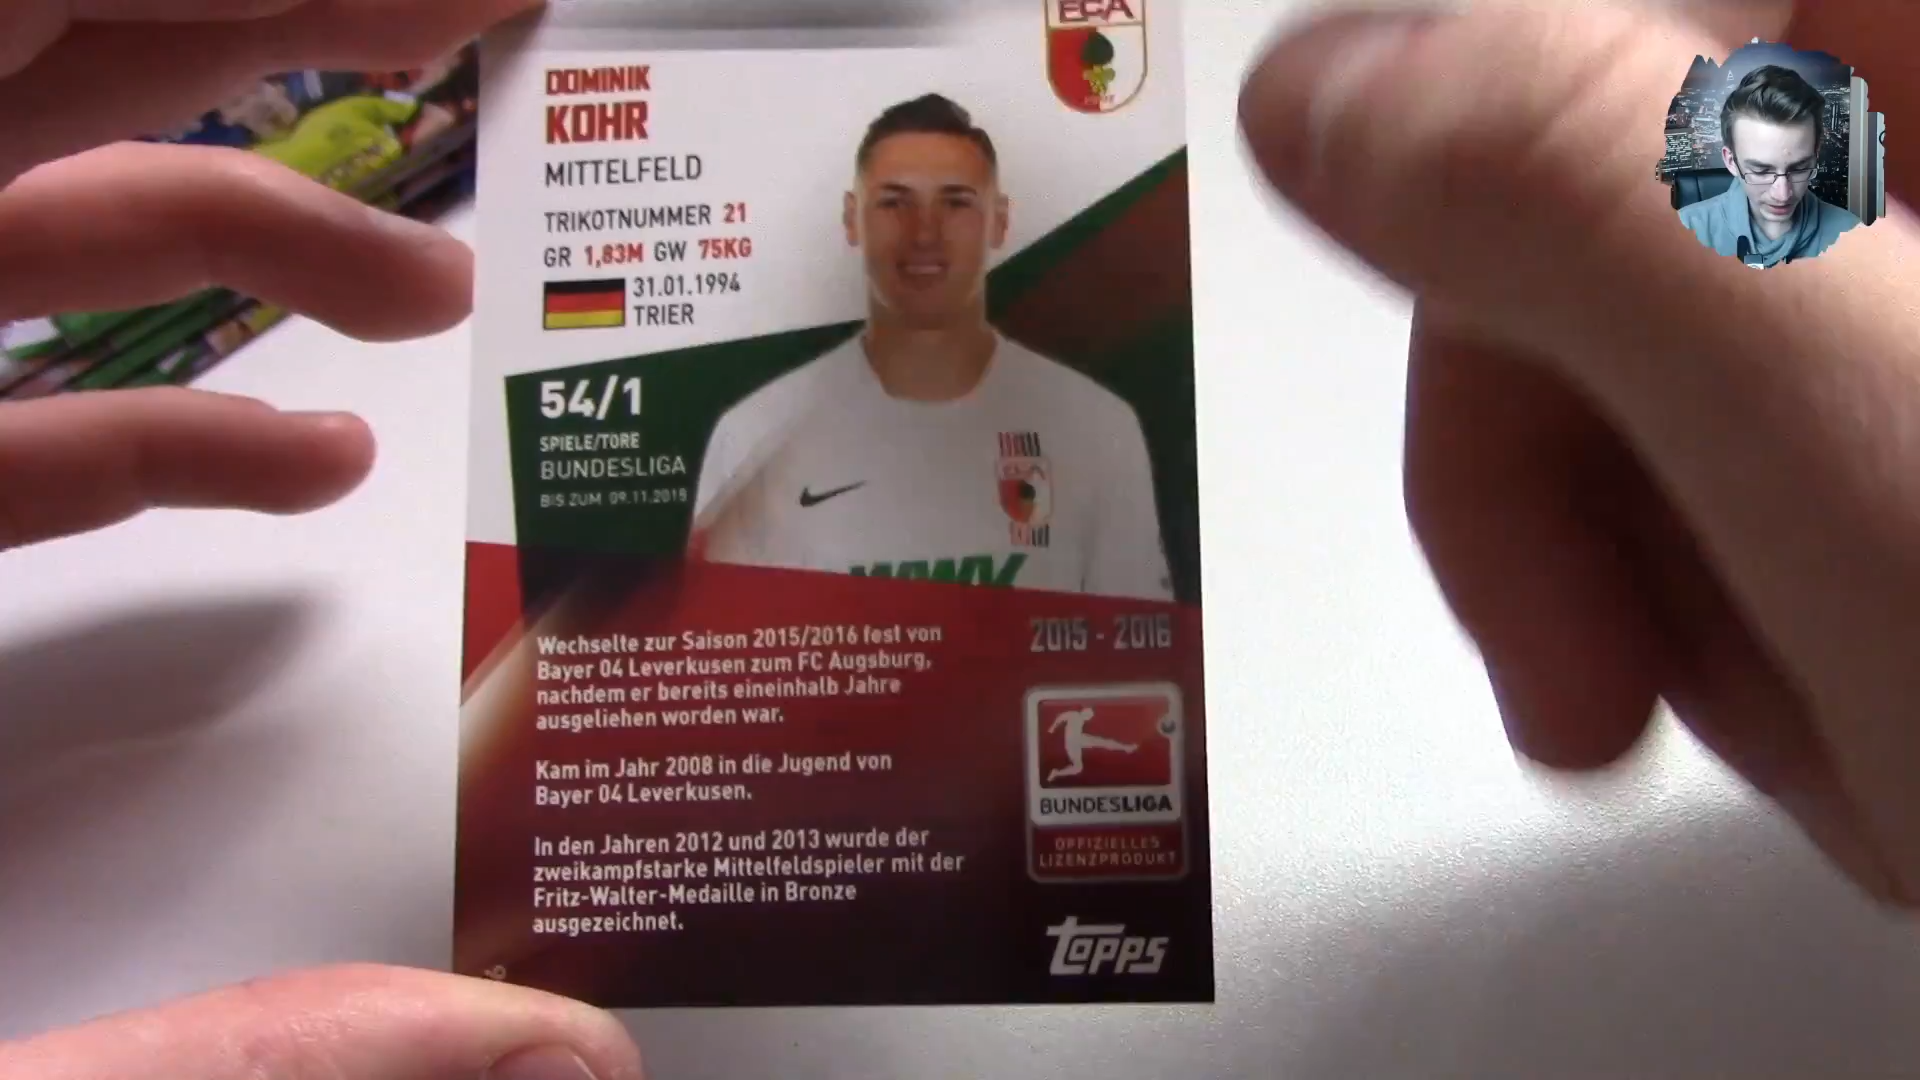 FCA
DOMINIK
KOHR
MITTELFELD
TRIKOTNUMMER 21
GR 1,83M GW 75KG
31.01.1994
TRIER
54/1
SPIELE/TORE
BUNDESLIGA
BIS ZUM 09.11.2015
WWK
Wechselte zur Saison 2015/2016 fest von
Bayer 04 Leverkusen zum FC Augsburg,
nachdem er bereits eineinhalb Jahre
ausgeliehen worden war.
Kam im Jahr 2008 in die Jugend von
Bayer 04 Leverkusen.
In den Jahren 2012 und 2013 wurde der
zweikampfstarke Mittelfeldspieler mit der
Fritz-Walter-Medaille in Bronze
ausgezeichnet.
2015 - 2016
BUNDESLIGA
OFFIZIELLES
LIZENZPRODUKT
topps